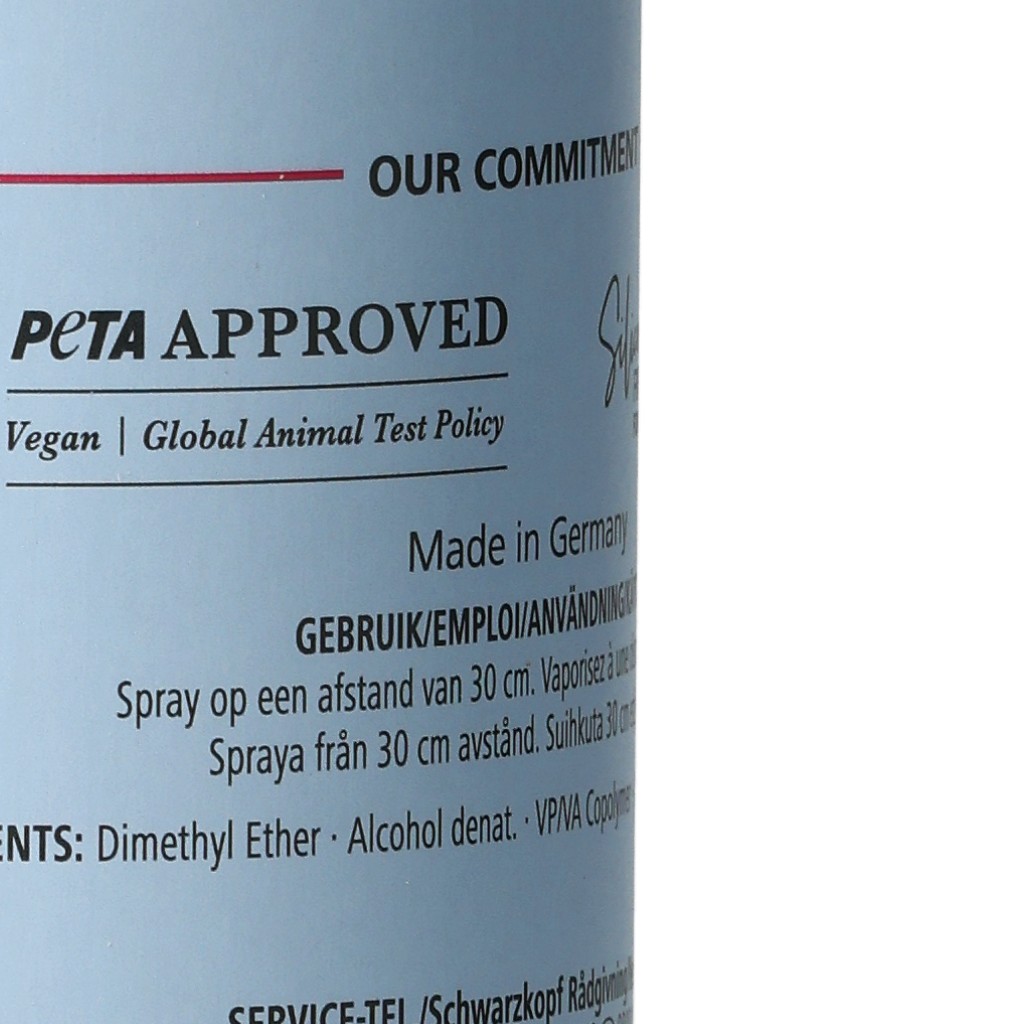 OUR COMMITMENT
PETA APPROVED
Vegan | Global Animal Test Policy
Made in Germany
GEBRUIK/EMPLOI/ANVÄNDNING/
Spray op een afstand van 30 cm. Vaporisez à une
Spraya från 30 cm avstånd. Suihkuta 30 cm
ENTS: Dimethyl Ether · Alcohol denat. · VP/VA Copolymer
SERVICE-TEL./Schwarzkopf Rådgivning